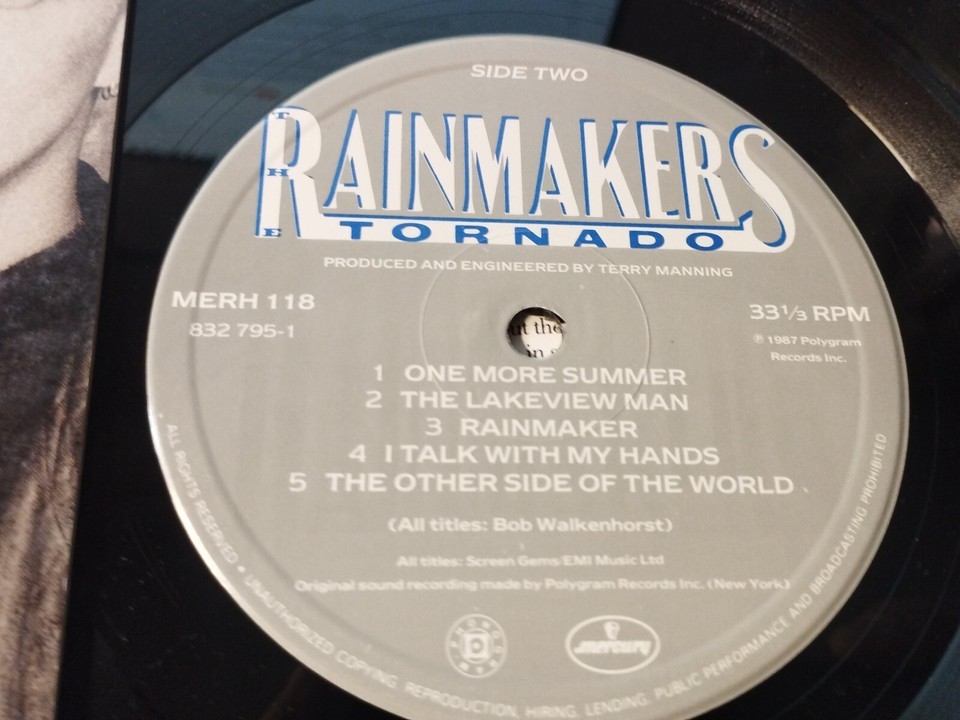 SIDE TWO
THE RAINMAKERS
TORNADO
PRODUCED AND ENGINEERED BY TERRY MANNING
MERH 118
832 795-1
33⅓ RPM
℗ 1987 Polygram
Records Inc.
ut the
in
1 ONE MORE SUMMER
2 THE LAKEVIEW MAN
3 RAINMAKER
4 I TALK WITH MY HANDS
5 THE OTHER SIDE OF THE WORLD
(All titles: Bob Walkenhorst)
All titles: Screen Gems/EMI Music Ltd
Original sound recording made by Polygram Records Inc. (New York)
mercury
ALL RIGHTS RESERVED • UNAUTHORIZED COPYING, REPRODUCTION, HIRING, LENDING, PUBLIC PERFORMANCE AND BROADCASTING PROHIBITED